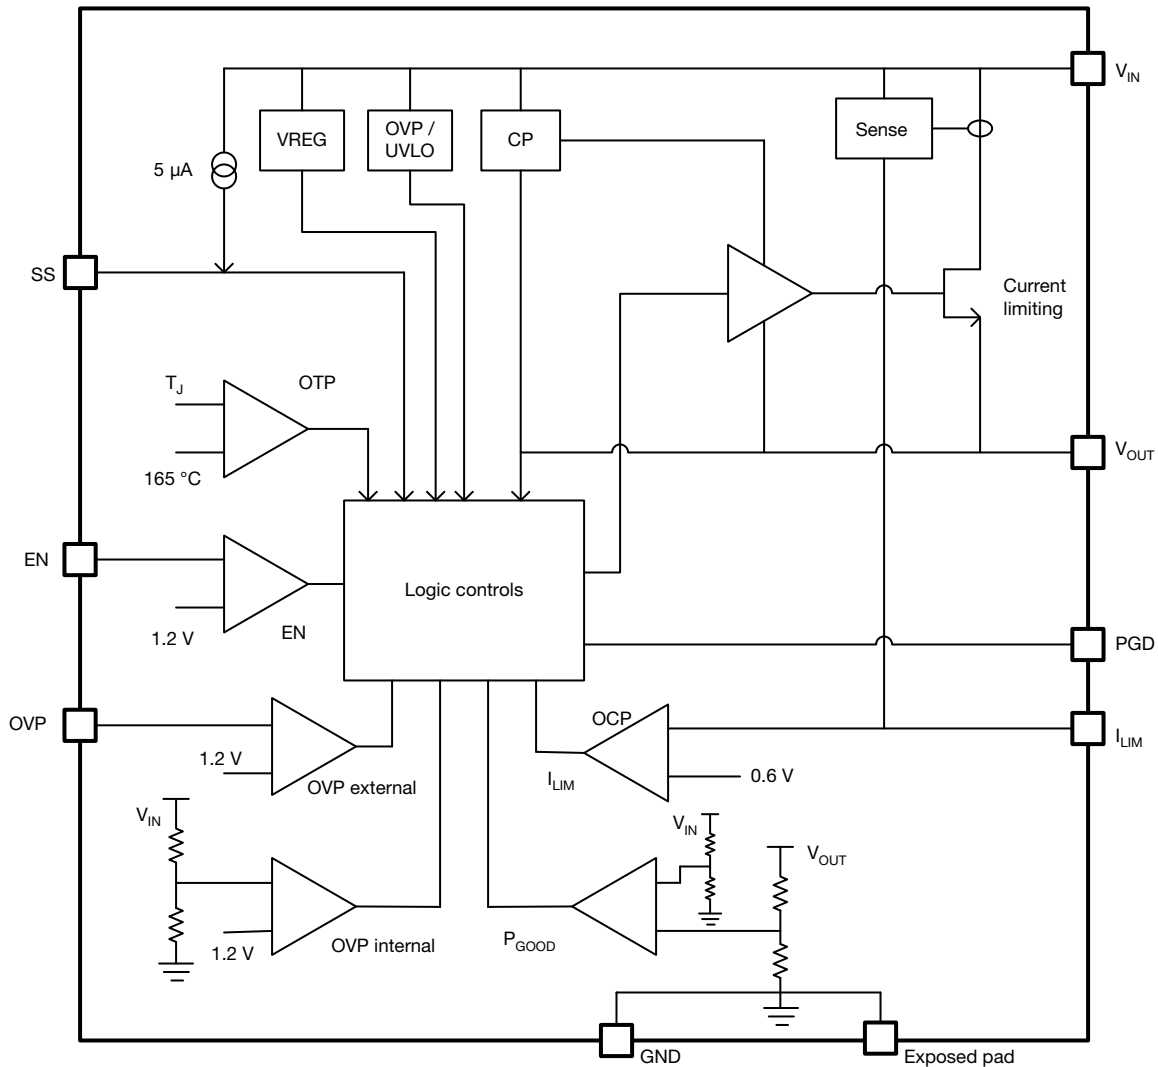 V_IN
VREG
OVP /
UVLO
CP
Sense
5 µA
SS
Current
limiting
T_J
OTP
165 °C
V_OUT
EN
Logic controls
1.2 V
EN
PGD
OVP
OCP
I_LIM
1.2 V
OVP external
I_LIM
0.6 V
V_IN
V_IN
V_OUT
1.2 V
OVP internal
P_GOOD
GND
Exposed pad